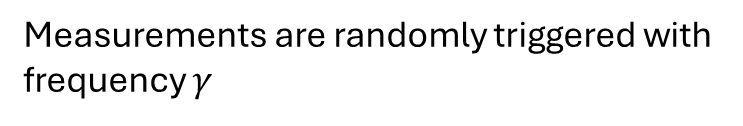 Measurements are randomly triggered with
frequency γ